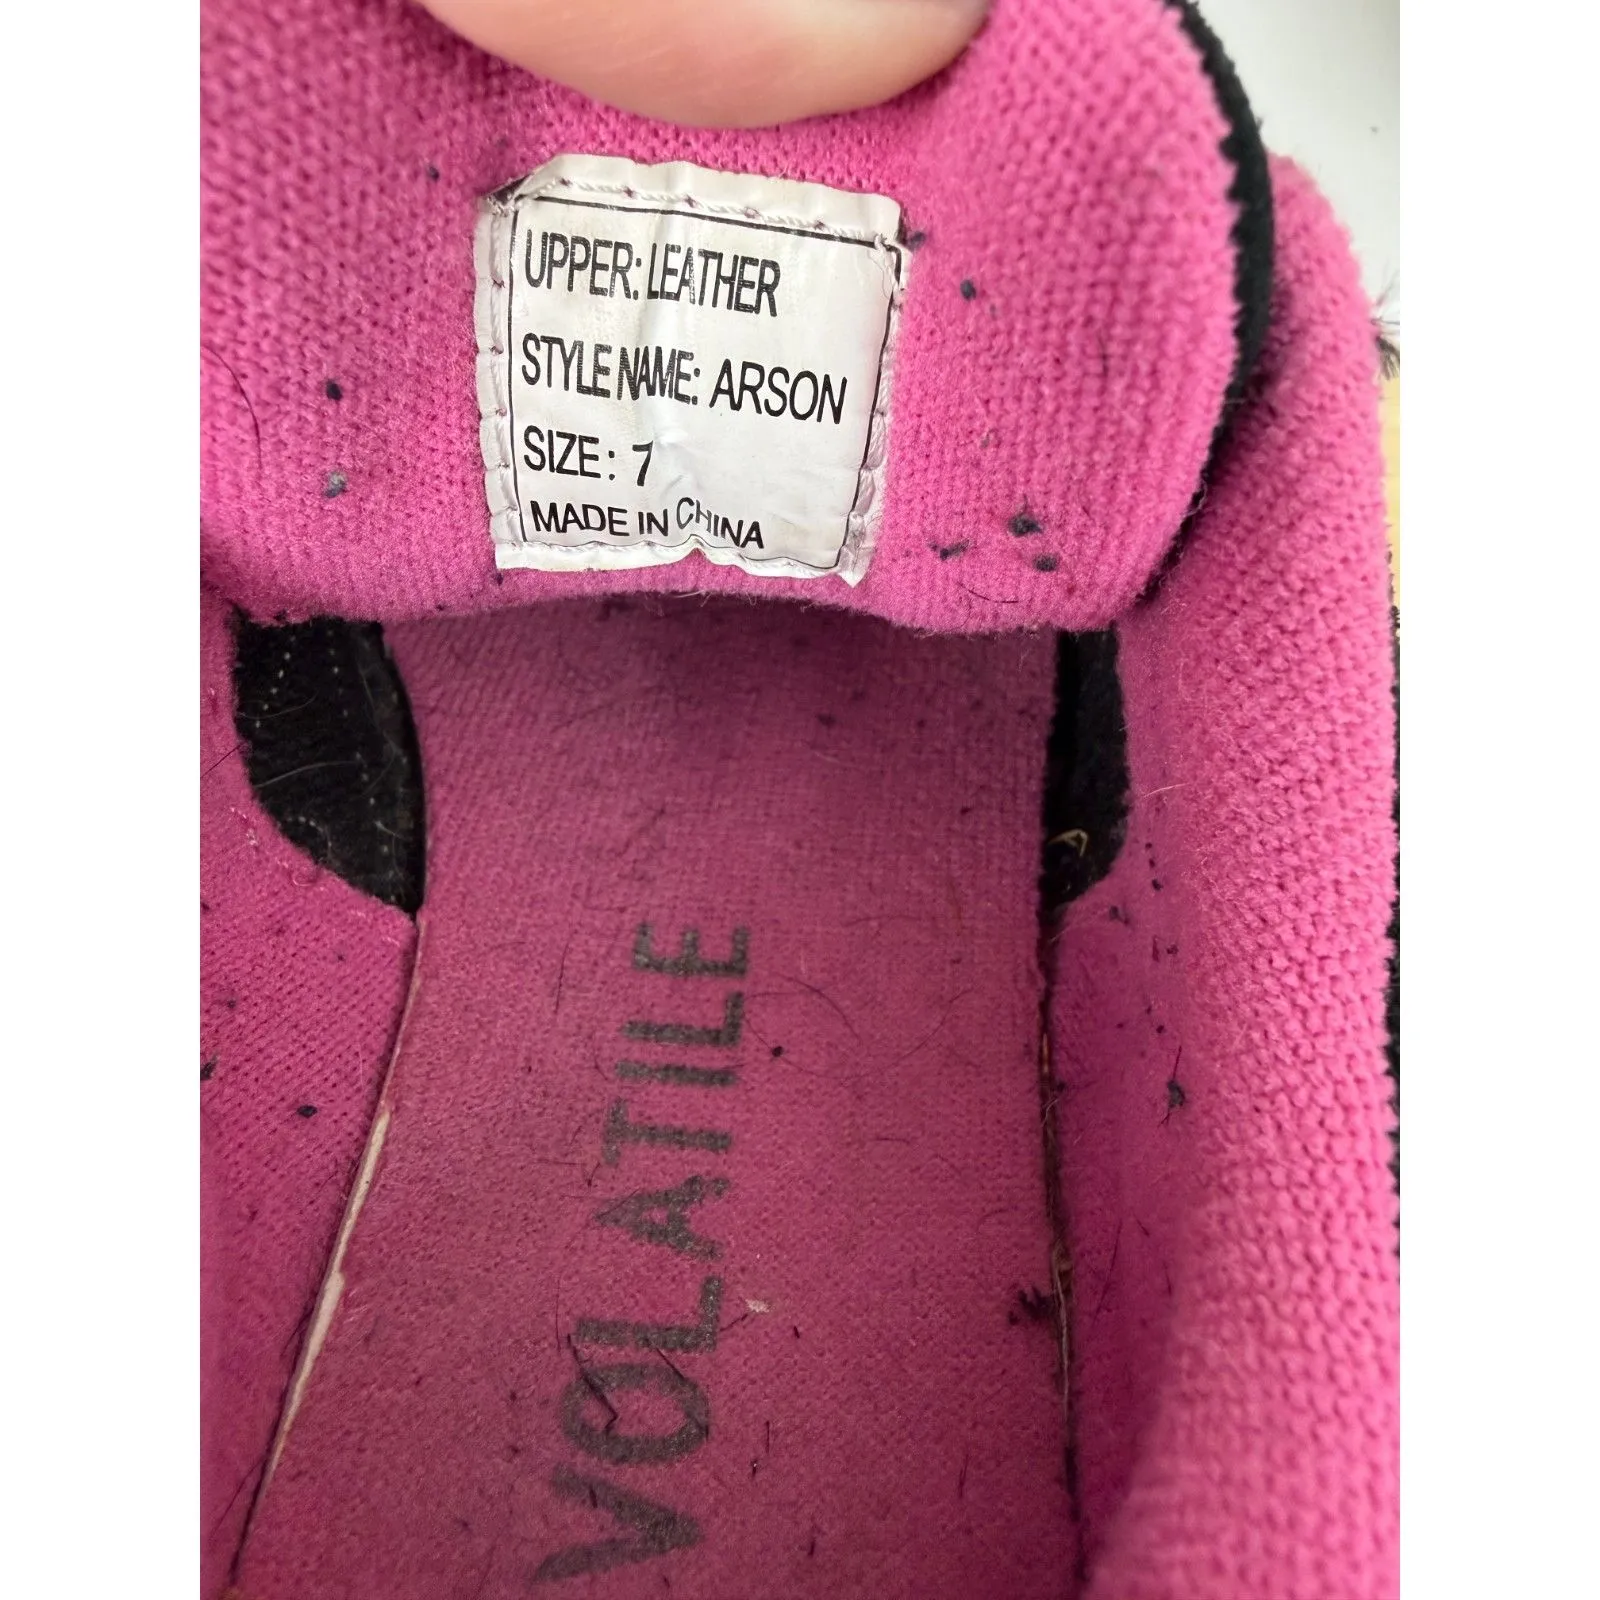 UPPER: LEATHER
STYLE NAME: ARSON
SIZE: 7
MADE IN CHINA
VOLATILE